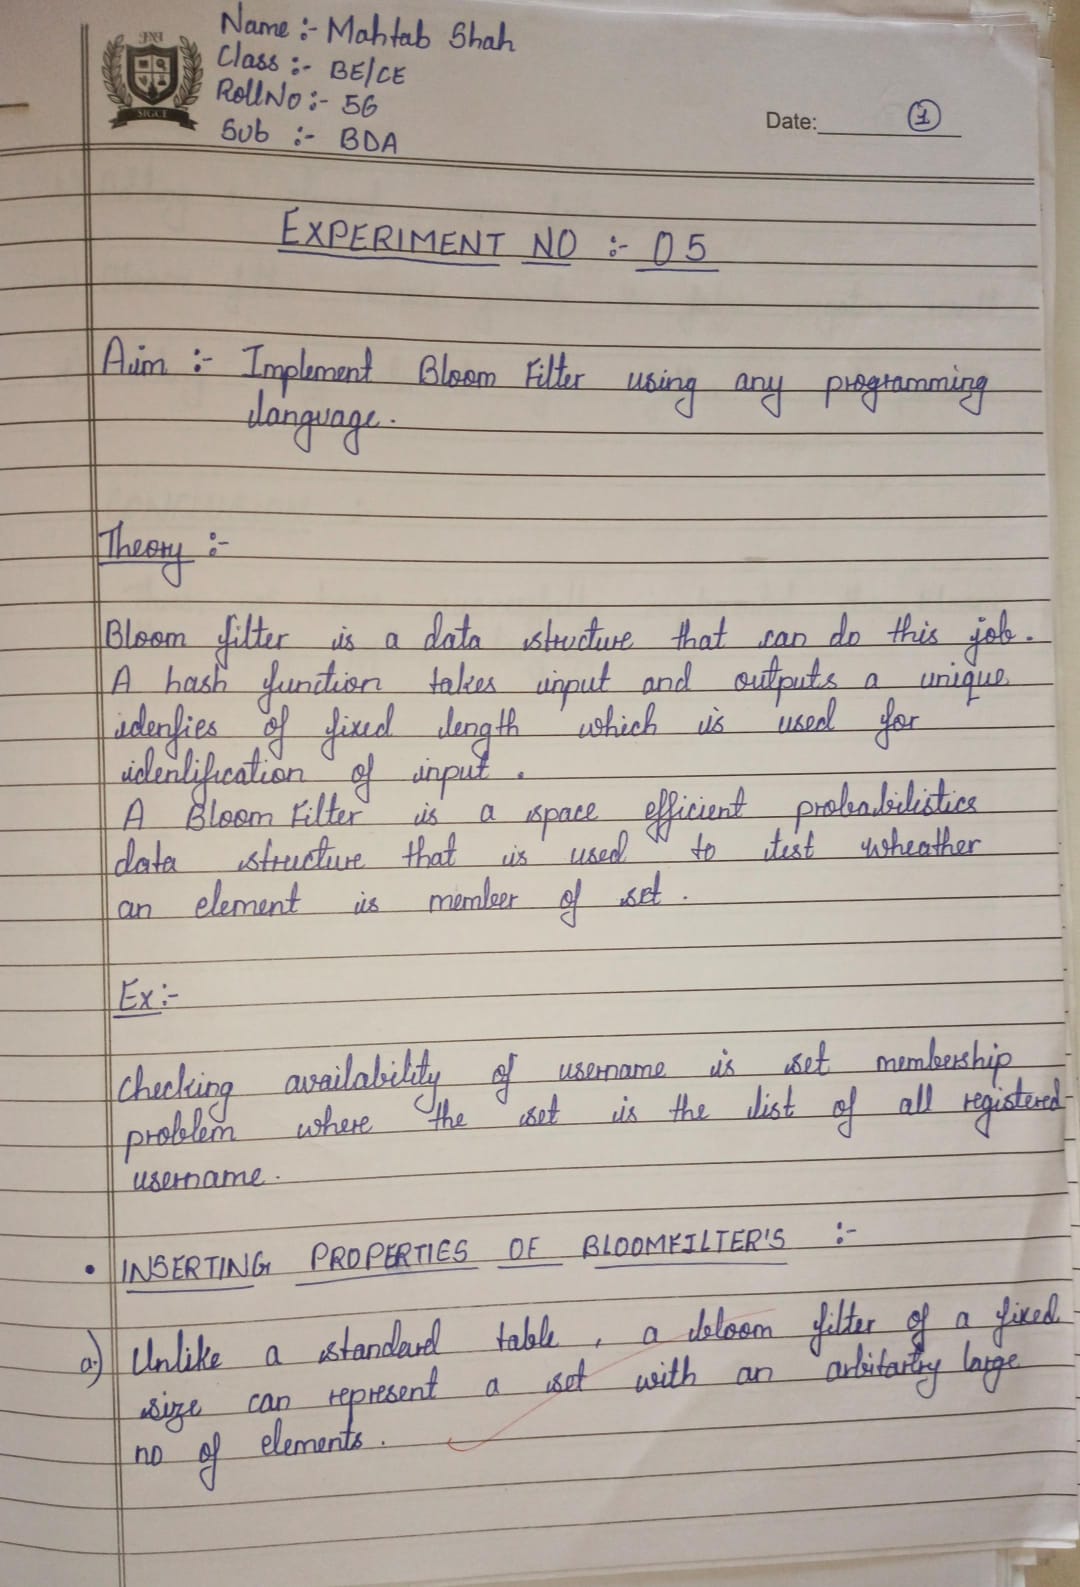 Name :- Mahtab Shah
Class :- BE/CE
RollNo :- 56
Sub :- BDA
SIGCE
Date: 1
EXPERIMENT NO :- 05
Aim :- Implement Bloom Filter using any programming
language.
Theory :-
Bloom filter is a data structure that can do this job.
A hash function takes input and outputs a unique
idenfies of fixed length which is used for
idenlification of input.
A Bloom Filter is a space efficient probabilistics
data structure that is used to test wheather
an element is member of set.
Ex:-
Checking availability of username is set membership
problem where the set is the list of all registered
username.
• INSERTING PROPERTIES OF BLOOMFILTER'S :-
a) Unlike a standard table, a bloom filter of a fixed
size can represent a set with an arbitartry large
no of elements.